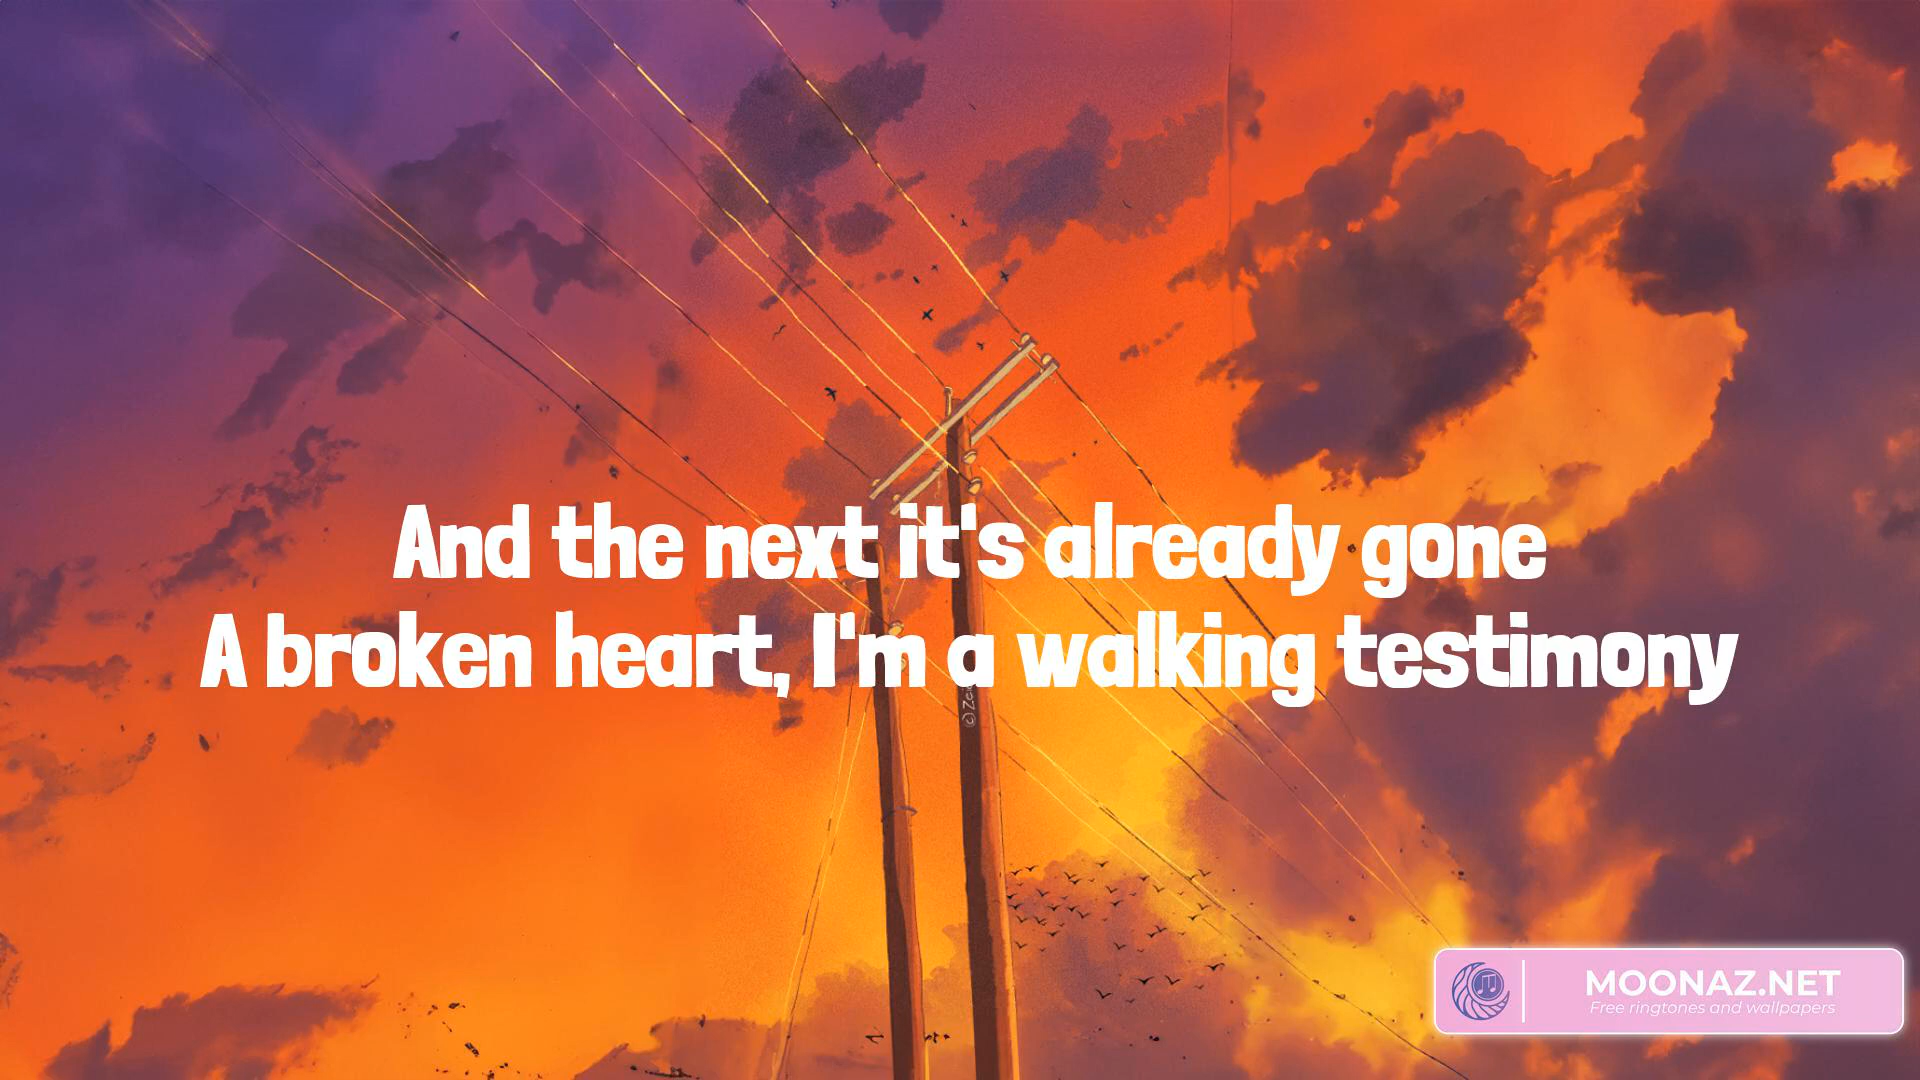 And the next it's already gone
A broken heart, I'm a walking testimony
MOONAZ.NET
Free ringtones and wallpapers